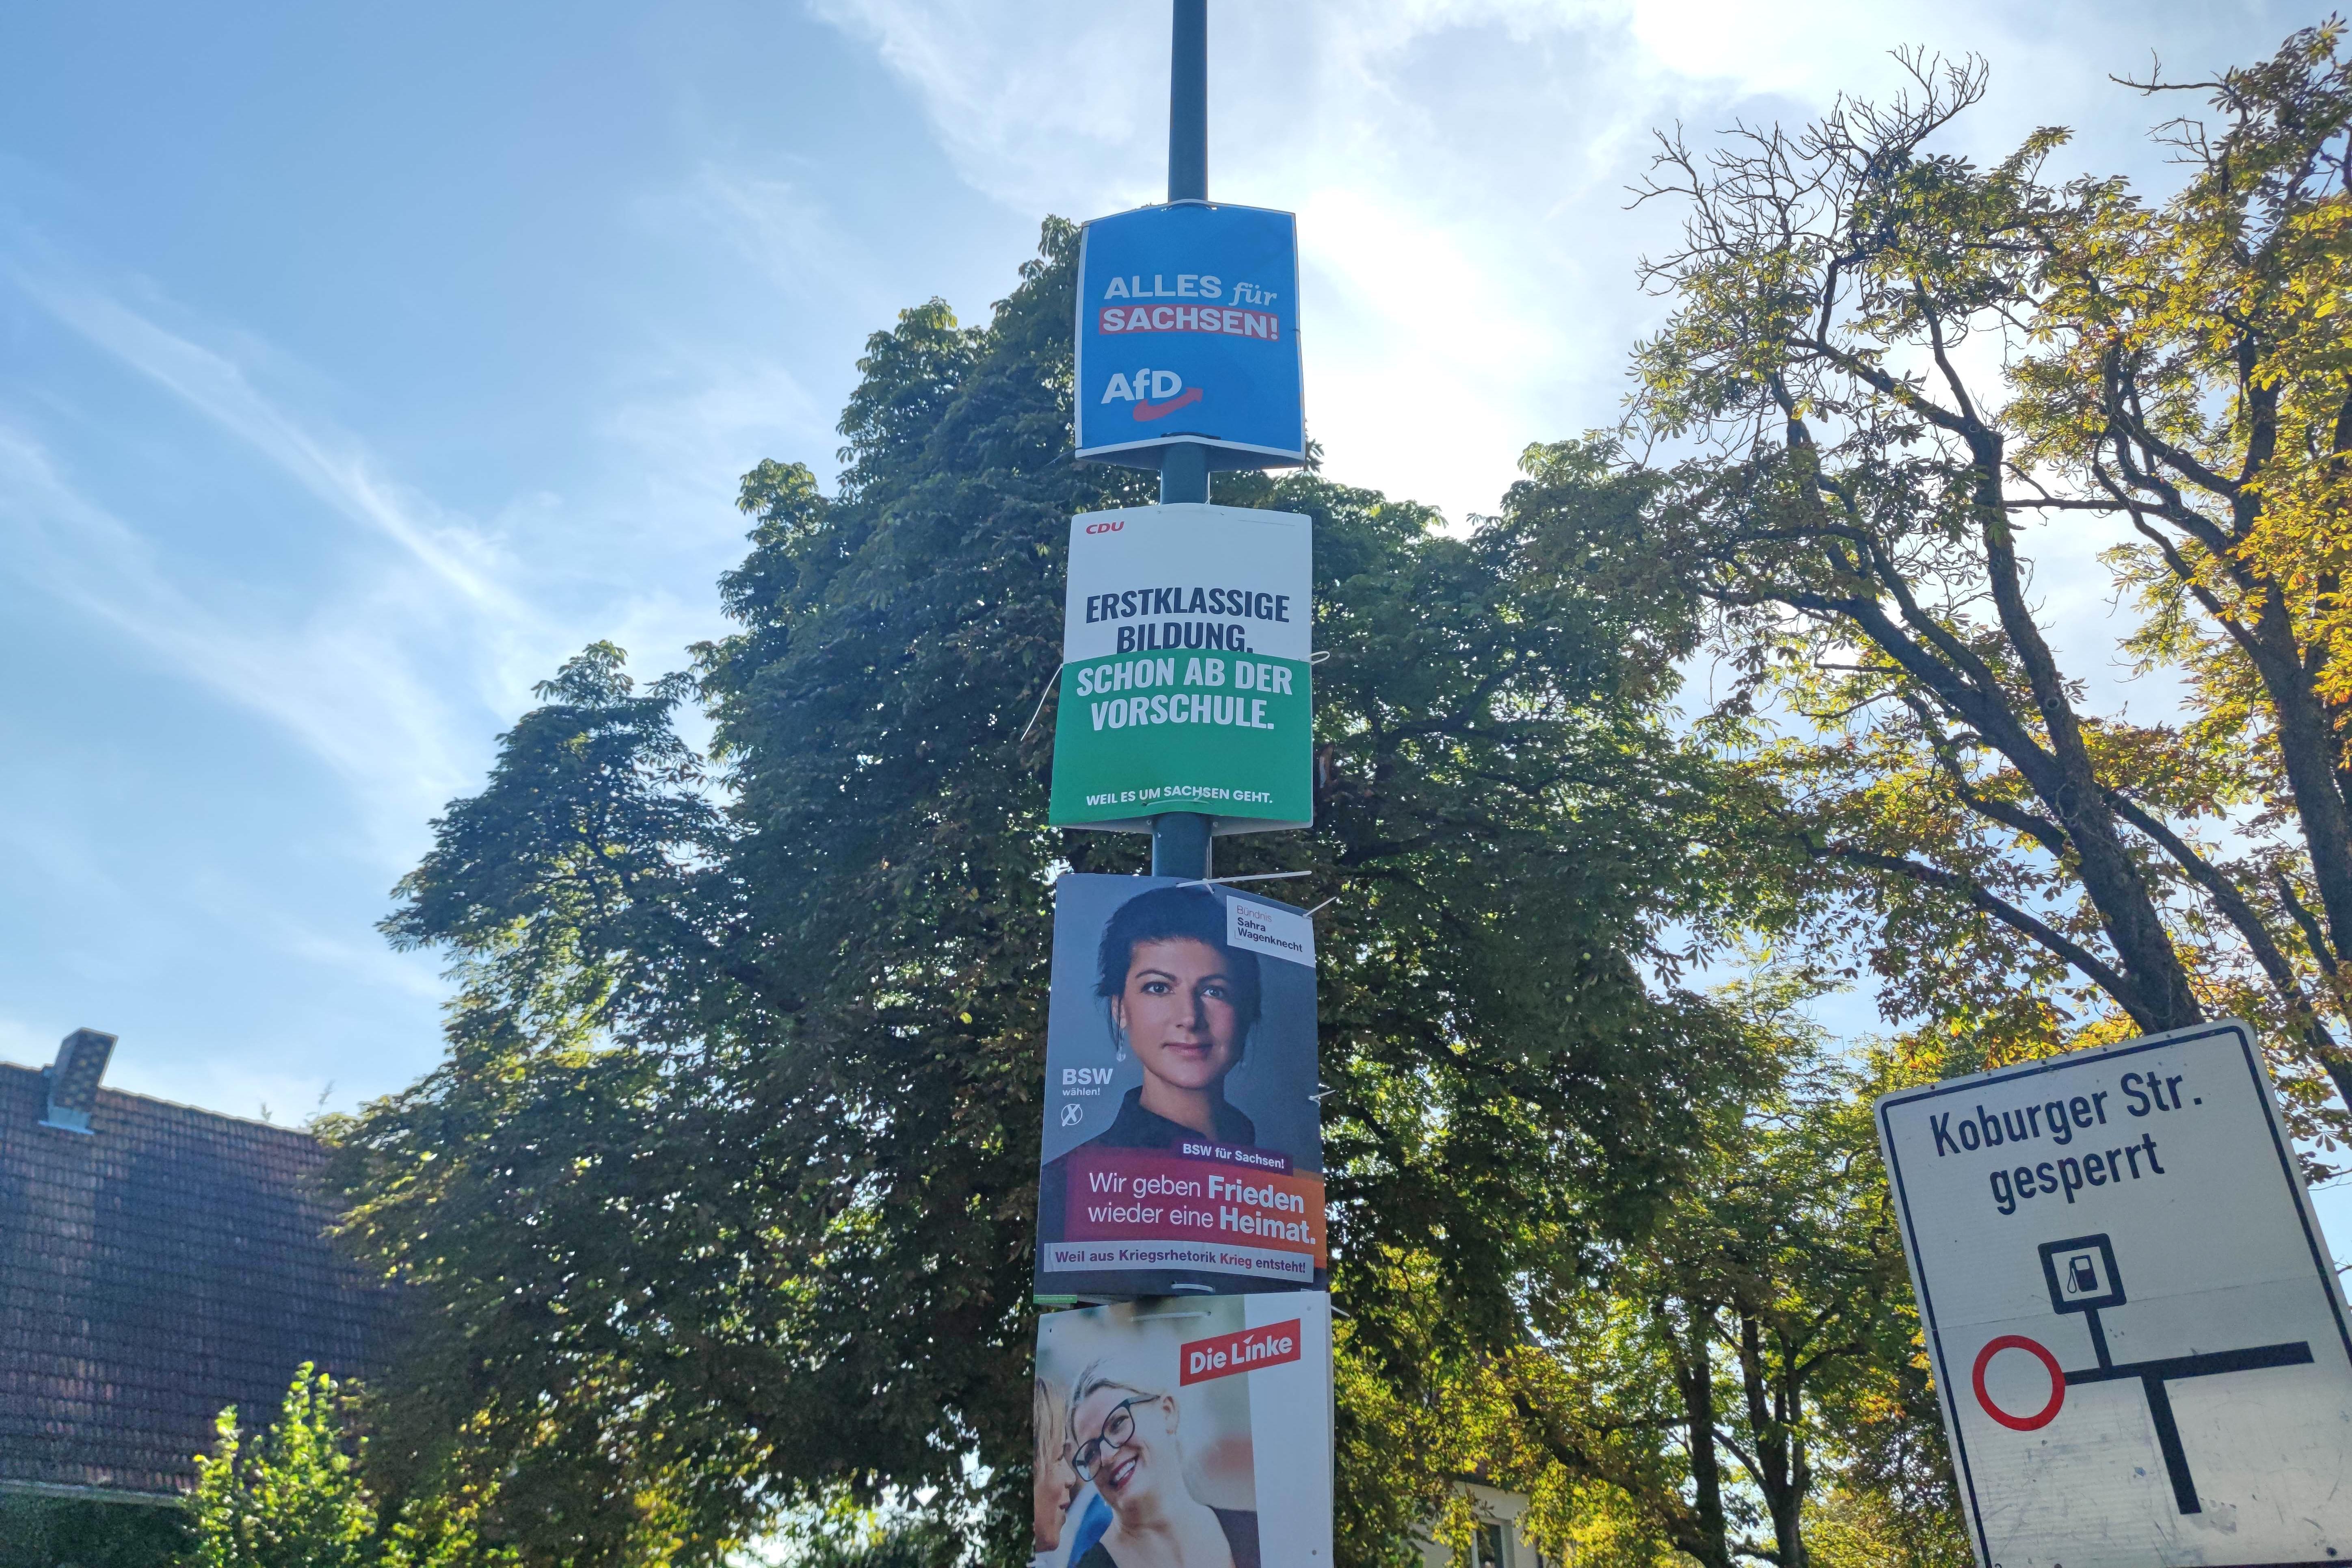 ALLES für
SACHSEN!
AfD
CDU
ERSTKLASSIGE
BILDUNG.
SCHON AB DER
VORSCHULE.
WEIL ES UM SACHSEN GEHT.
Bündnis
Sahra
Wagenknecht
BSW
wählen!
BSW für Sachsen!
Wir geben Frieden
wieder eine Heimat.
Weil aus Kriegsrhetorik Krieg entsteht!
Die Linke
Koburger Str.
gesperrt